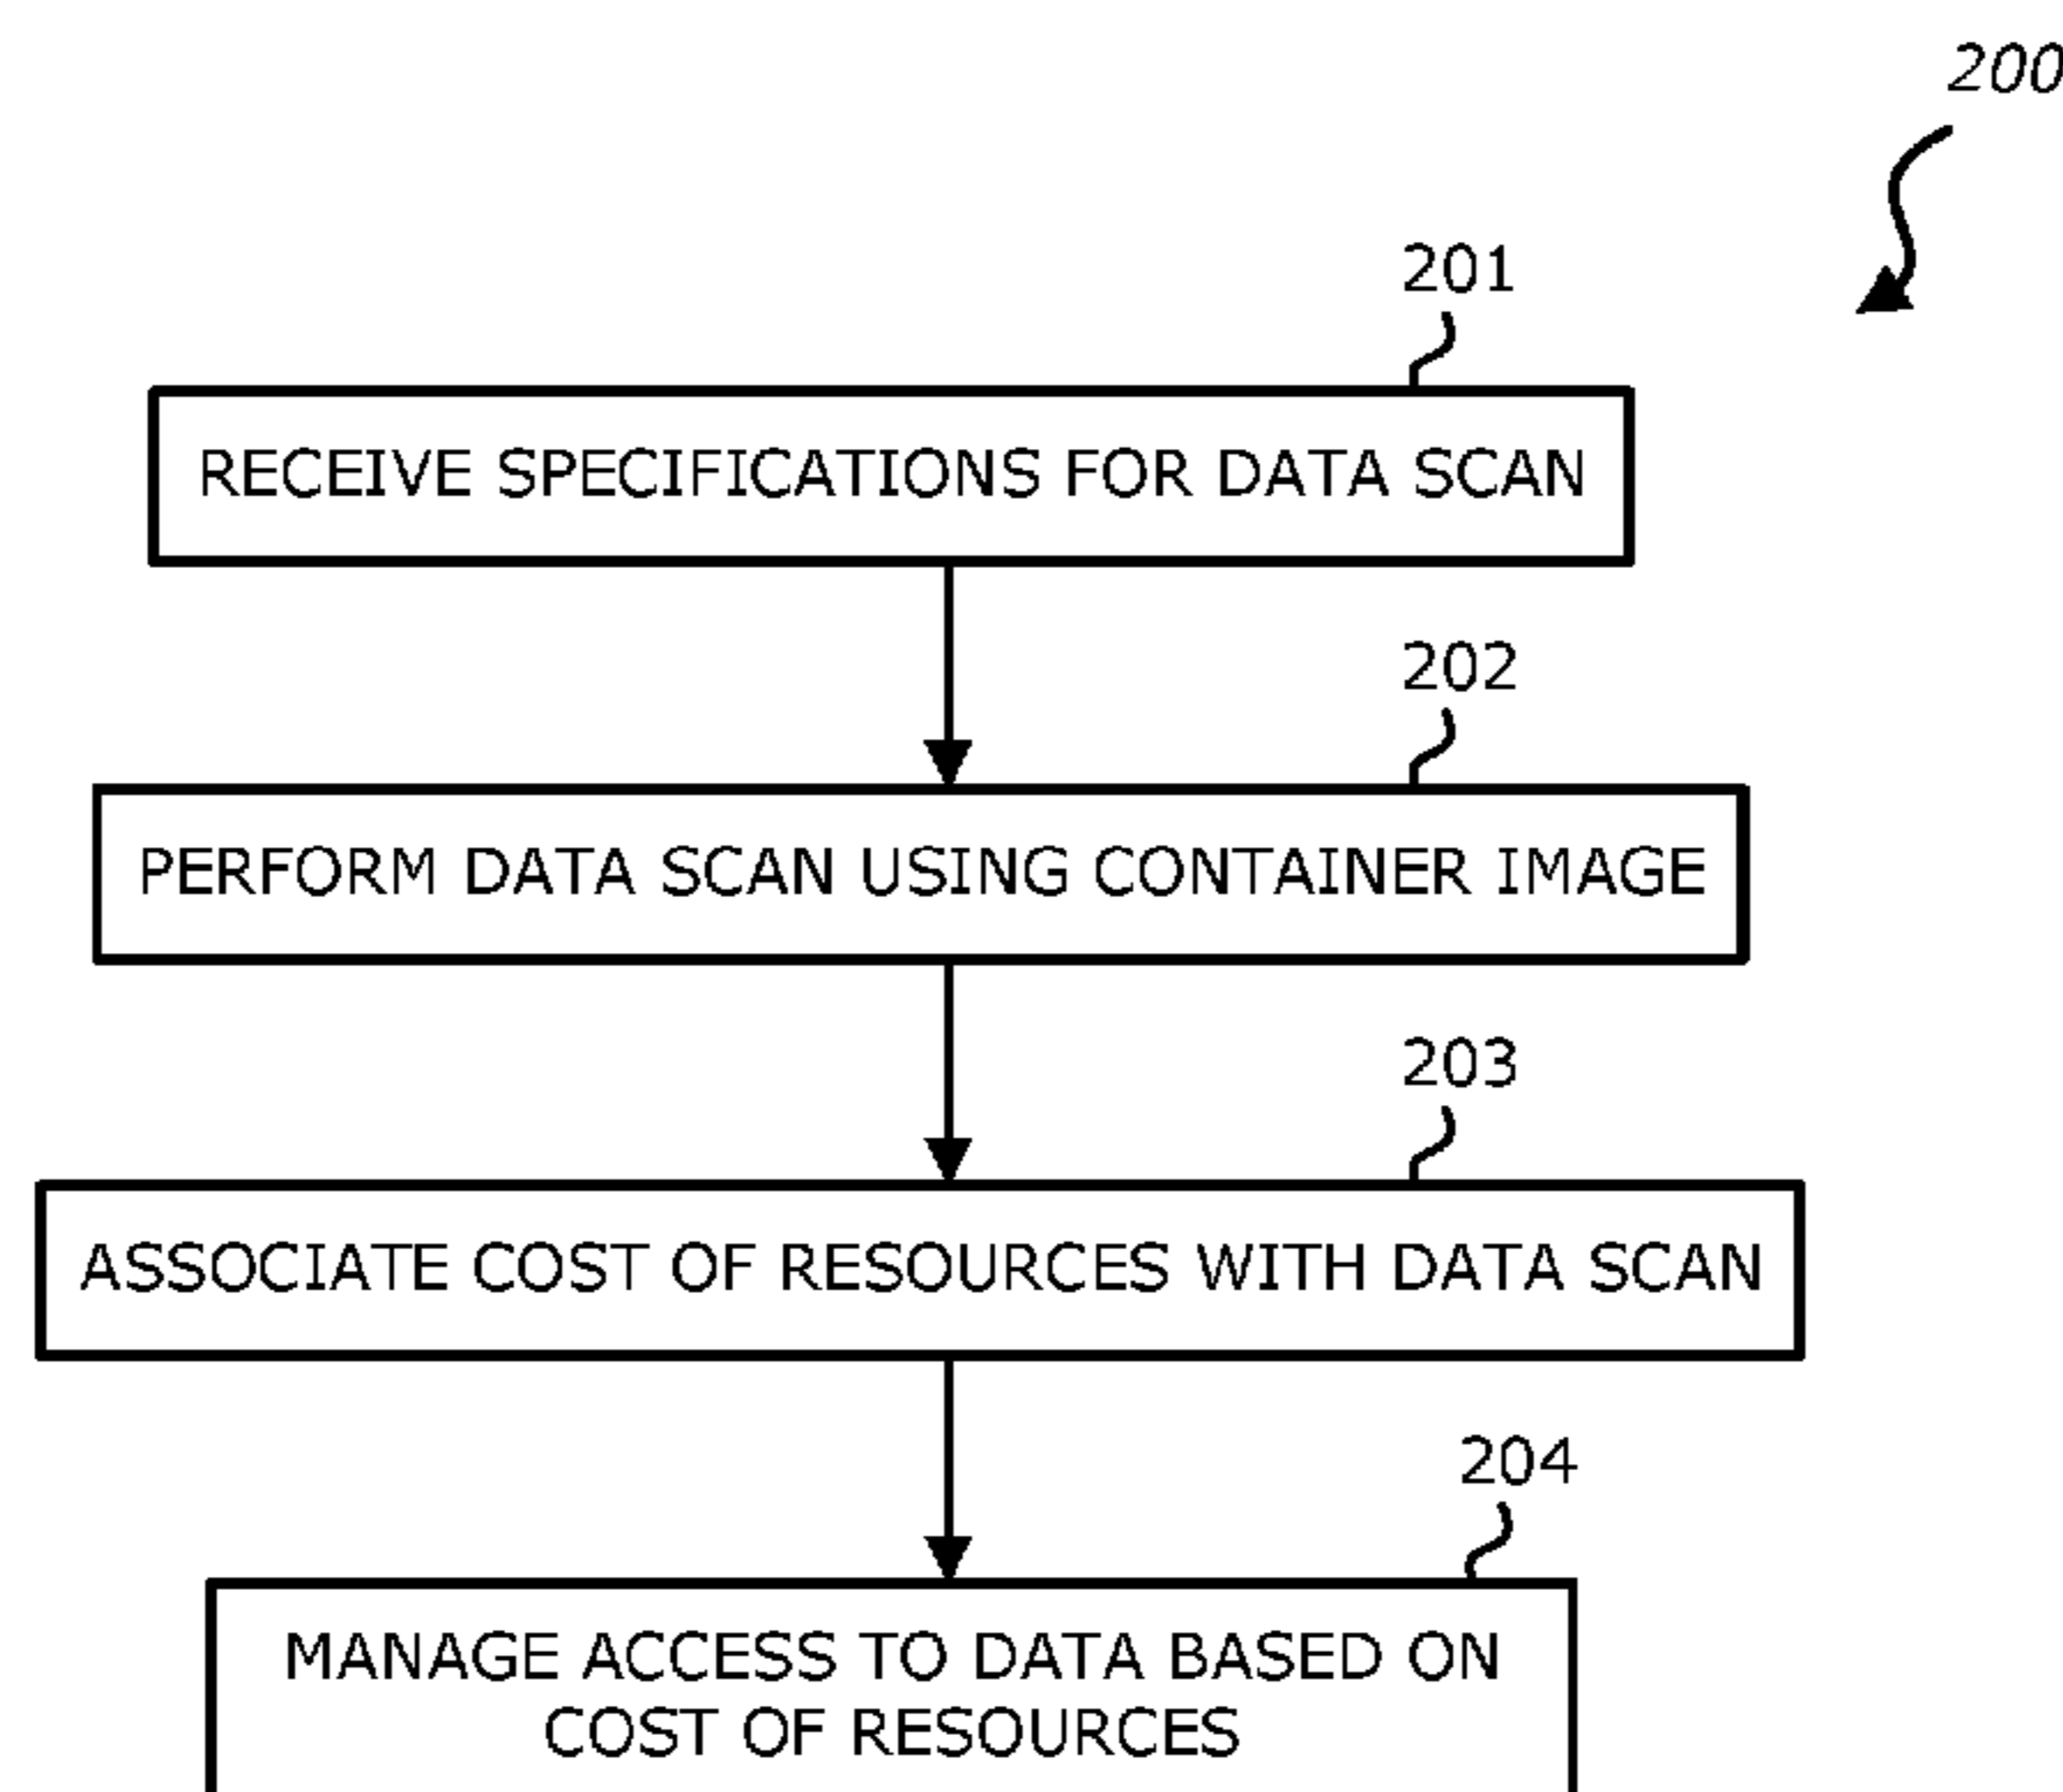 200
201
RECEIVE SPECIFICATIONS FOR DATA SCAN
202
PERFORM DATA SCAN USING CONTAINER IMAGE
203
ASSOCIATE COST OF RESOURCES WITH DATA SCAN
204
MANAGE ACCESS TO DATA BASED ON
COST OF RESOURCES